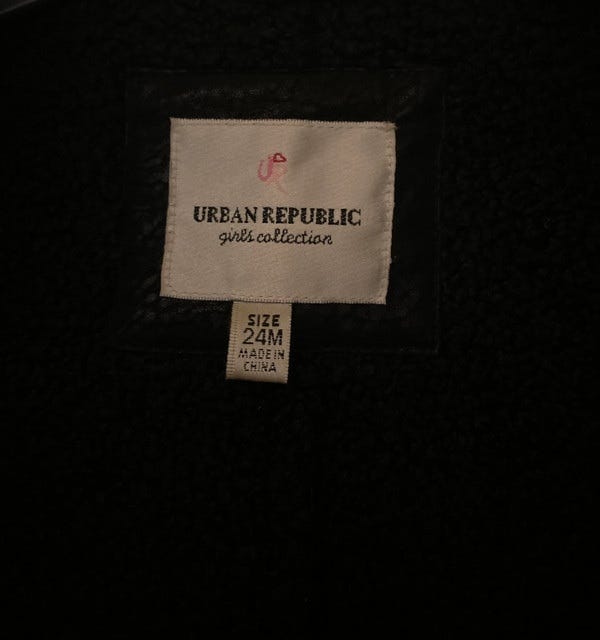 UR
URBAN REPUBLIC
girls collection
SIZE
24M
MADE IN
CHINA